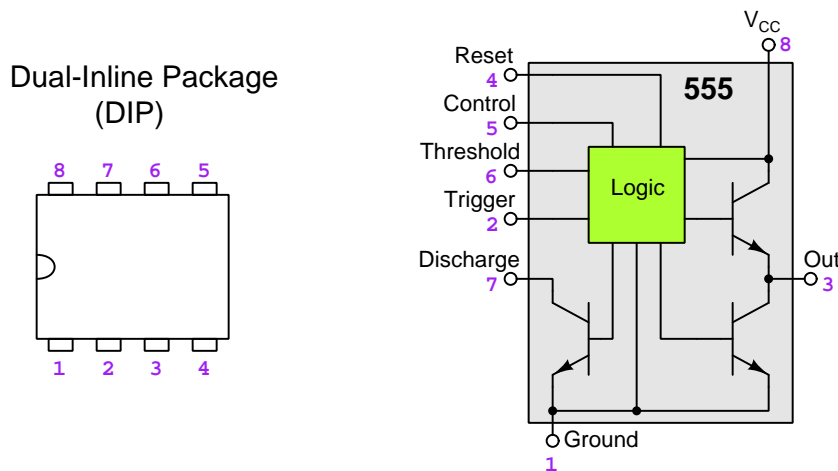 Dual-Inline Package
(DIP)
8 7 6 5
1 2 3 4
V_CC
8
555
Reset
4
Control
5
Threshold
6
Trigger
2
Logic
Discharge
7
Out
3
Ground
1